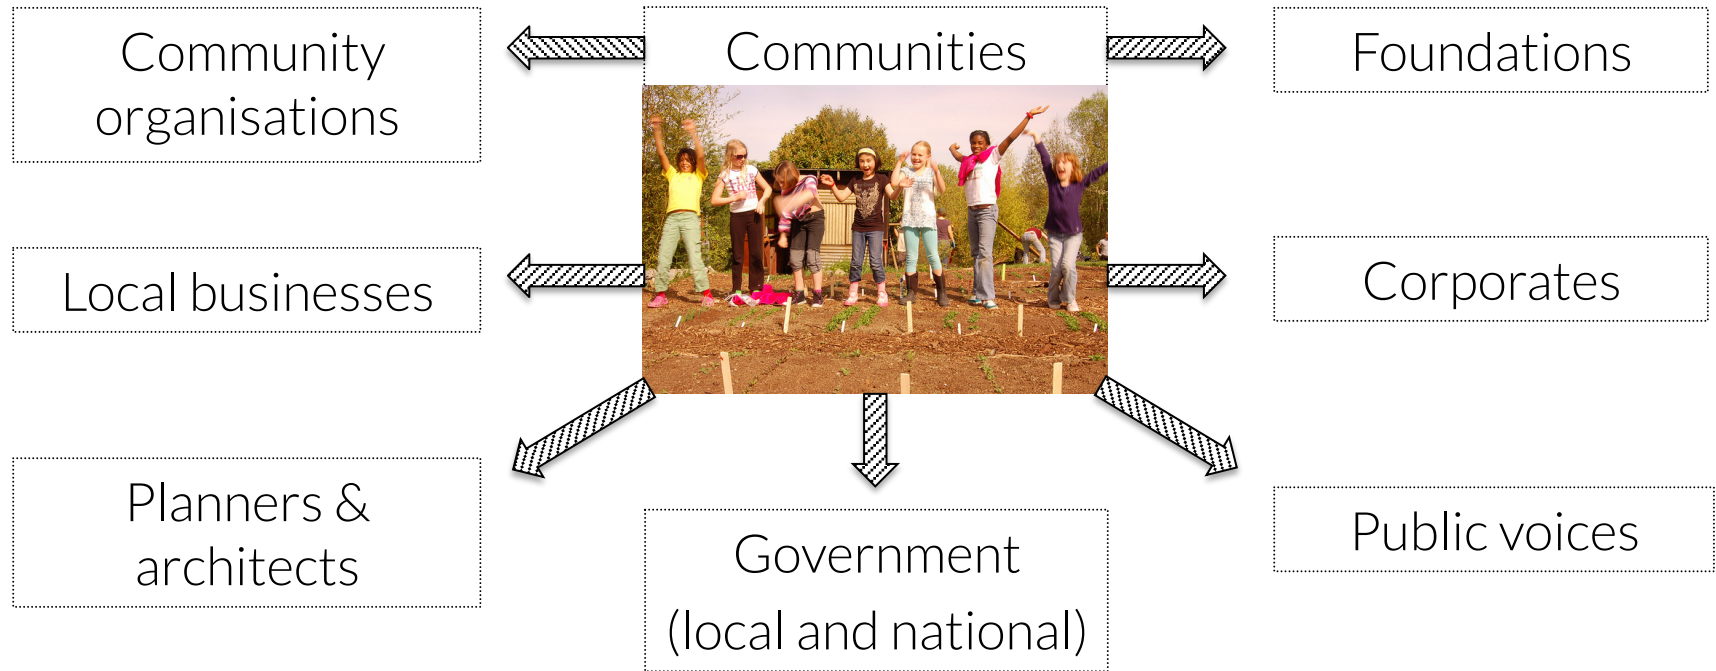 Community
organisations
Communities
Foundations
Local businesses
Corporates
Planners &
architects
Government
(local and national)
Public voices